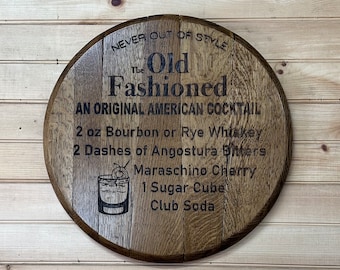 NEVER OUT OF STYLE
The Old
Fashioned
AN ORIGINAL AMERICAN COCKTAIL
2 oz Bourbon or Rye Whiskey
2 Dashes of Angostura Bitters
Maraschino Cherry
1 Sugar Cube
Club Soda